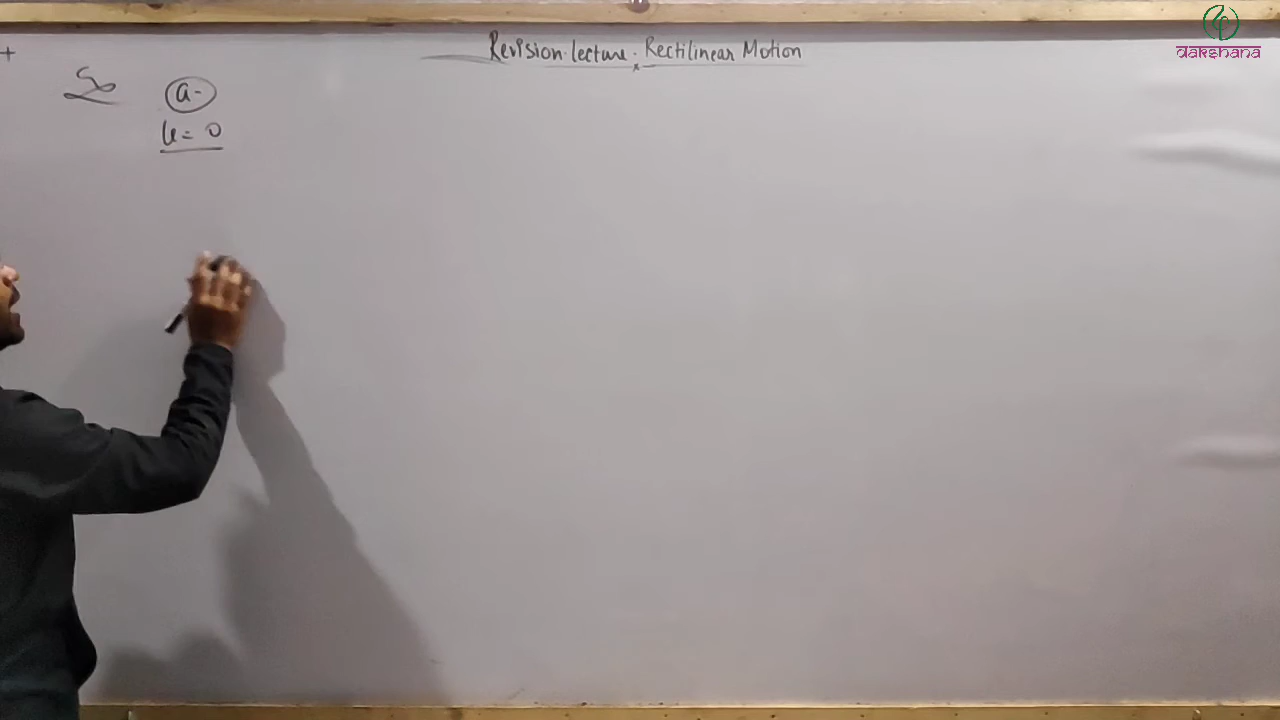 Revision lecture. Rectilinear Motion
dakshana
+
a-
u = 0